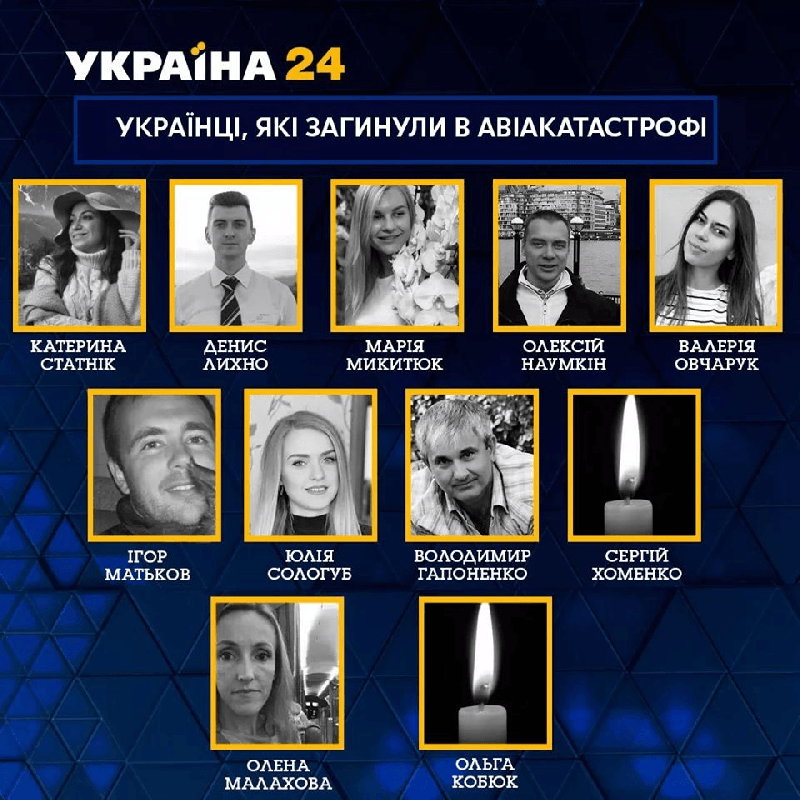 УКРАЇНА 24
УКРАЇНЦІ, ЯКІ ЗАГИНУЛИ В АВІАКАТАСТРОФІ
КАТЕРИНА СТАТНІК
ДЕНИС ЛИХНО
МАРІЯ МИКИТЮК
ОЛЕКСІЙ НАУМКІН
ВАЛЕРІЯ ОВЧАРУК
ІГОР МАТЬКОВ
ЮЛІЯ СОЛОГУБ
ВОЛОДИМИР ГАПОНЕНКО
СЕРГІЙ ХОМЕНКО
ОЛЕНА МАЛАХОВА
ОЛЬГА КОБЮК